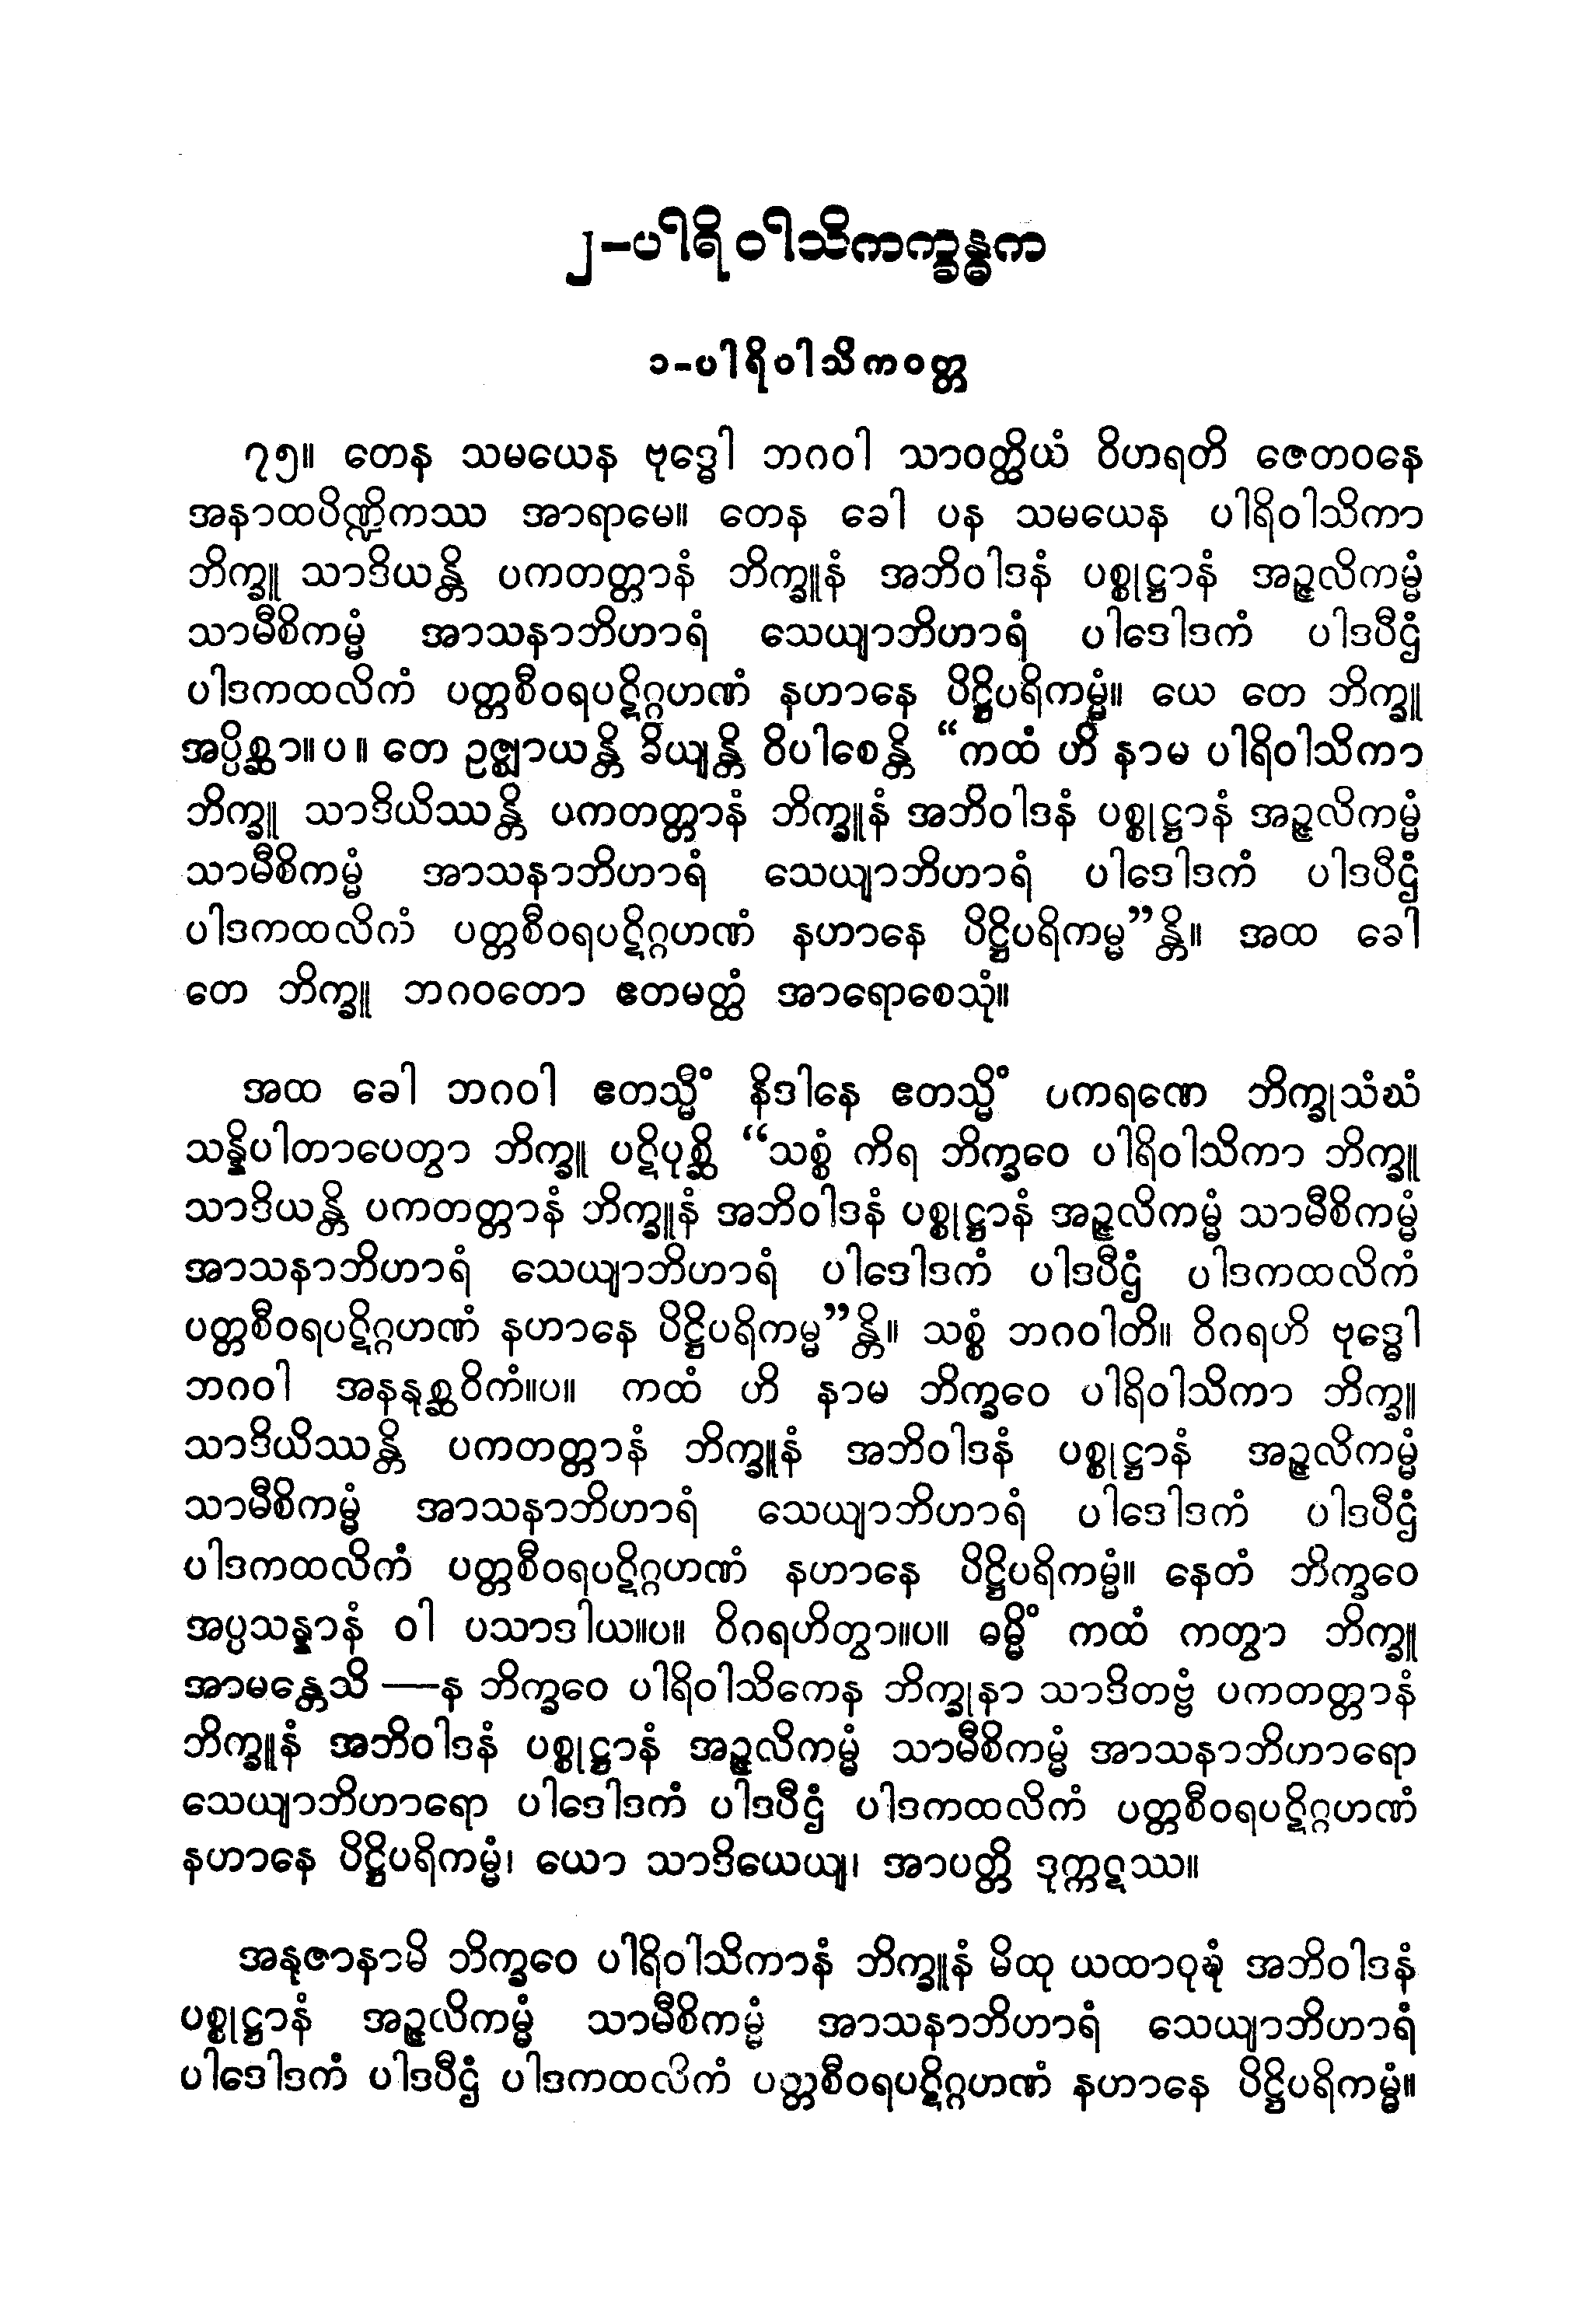 ၂-ပါရိဝါသိကက္ခန္ဓက
၁-ပါရိဝါသိကဝတ္တ
၇၅။ တေန သမယေန ဗုဒ္ဓေါ ဘဂဝါ သာဝတ္ထိယံ ဝိဟရတိ ဇေတဝနေ
အနာထပိဏ္ဍိကဿ အာရာမေ။ တေန ခေါ ပန သမယေန ပါရိဝါသိကာ
ဘိက္ခူ သာဒိယန္တိ ပကတတ္တာနံ ဘိက္ခူနံ အဘိဝါဒနံ ပစ္စုဋ္ဌာနံ အဉ္ဇလိကမ္မံ
သာမီစိကမ္မံ အာသနာဘိဟာရံ သေယျာဘိဟာရံ ပါဒေါဒကံ ပါဒပီဌံ
ပါဒကထလိကံ ပတ္တစီဝရပဋိဂ္ဂဟဏံ နဟာနေ ပိဋ္ဌိပရိကမ္မံ။ ယေ တေ ဘိက္ခူ
အပ္ပိစ္ဆာ။ပ။ တေ ဥဇ္ဈာယန္တိ ခိယျန္တိ ဝိပါစေန္တိ “ကထံ ဟိ နာမ ပါရိဝါသိကာ
ဘိက္ခူ သာဒိယိဿန္တိ ပကတတ္တာနံ ဘိက္ခူနံ အဘိဝါဒနံ ပစ္စုဋ္ဌာနံ အဉ္ဇလိကမ္မံ
သာမီစိကမ္မံ အာသနာဘိဟာရံ သေယျာဘိဟာရံ ပါဒေါဒကံ ပါဒပီဌံ
ပါဒကထလိကံ ပတ္တစီဝရပဋိဂ္ဂဟဏံ နဟာနေ ပိဋ္ဌိပရိကမ္မ”န္တိ။ အထ ခေါ
တေ ဘိက္ခူ ဘဂဝတော ဧတမတ္ထံ အာရောစေသုံ။
အထ ခေါ ဘဂဝါ ဧတသ္မိံ နိဒါနေ ဧတသ္မိံ ပကရဏေ ဘိက္ခုသံဃံ
သန္နိပါတာပေတွာ ဘိက္ခူ ပဋိပုစ္ဆိ “သစ္စံ ကိရ ဘိက္ခဝေ ပါရိဝါသိကာ ဘိက္ခူ
သာဒိယန္တိ ပကတတ္တာနံ ဘိက္ခူနံ အဘိဝါဒနံ ပစ္စုဋ္ဌာနံ အဉ္ဇလိကမ္မံ သာမီစိကမ္မံ
အာသနာဘိဟာရံ သေယျာဘိဟာရံ ပါဒေါဒကံ ပါဒပီဌံ ပါဒကထလိကံ
ပတ္တစီဝရပဋိဂ္ဂဟဏံ နဟာနေ ပိဋ္ဌိပရိကမ္မ”န္တိ။ သစ္စံ ဘဂဝါတိ။ ဝိဂရဟိ ဗုဒ္ဓေါ
ဘဂဝါ အနနုစ္ဆဝိကံ။ပ။ ကထံ ဟိ နာမ ဘိက္ခဝေ ပါရိဝါသိကာ ဘိက္ခူ
သာဒိယိဿန္တိ ပကတတ္တာနံ ဘိက္ခူနံ အဘိဝါဒနံ ပစ္စုဋ္ဌာနံ အဉ္ဇလိကမ္မံ
သာမီစိကမ္မံ အာသနာဘိဟာရံ သေယျာဘိဟာရံ ပါဒေါဒကံ ပါဒပီဌံ
ပါဒကထလိကံ ပတ္တစီဝရပဋိဂ္ဂဟဏံ နဟာနေ ပိဋ္ဌိပရိကမ္မံ။ နေတံ ဘိက္ခဝေ
အပ္ပသန္နာနံ ဝါ ပသာဒါယ။ပ။ ဝိဂရဟိတွာ။ပ။ ဓမ္မိံ ကထံ ကတွာ ဘိက္ခူ
အာမန္တေသိ —န ဘိက္ခဝေ ပါရိဝါသိကေန ဘိက္ခုနာ သာဒိတဗ္ဗံ ပကတတ္တာနံ
ဘိက္ခူနံ အဘိဝါဒနံ ပစ္စုဋ္ဌာနံ အဉ္ဇလိကမ္မံ သာမီစိကမ္မံ အာသနာဘိဟာရော
သေယျာဘိဟာရော ပါဒေါဒကံ ပါဒပီဌံ ပါဒကထလိကံ ပတ္တစီဝရပဋိဂ္ဂဟဏံ
နဟာနေ ပိဋ္ဌိပရိကမ္မံ၊ ယော သာဒိယေယျ၊ အာပတ္တိ ဒုက္ကဋဿ။
အနုဇာနာမိ ဘိက္ခဝေ ပါရိဝါသိကာနံ ဘိက္ခူနံ မိထု ယထာဝုဍ္ဎံ အဘိဝါဒနံ
ပစ္စုဋ္ဌာနံ အဉ္ဇလိကမ္မံ သာမီစိကမ္မံ အာသနာဘိဟာရံ သေယျာဘိဟာရံ
ပါဒေါဒကံ ပါဒပီဌံ ပါဒကထလိကံ ပတ္တစီဝရပဋိဂ္ဂဟဏံ နဟာနေ ပိဋ္ဌိပရိကမ္မံ။